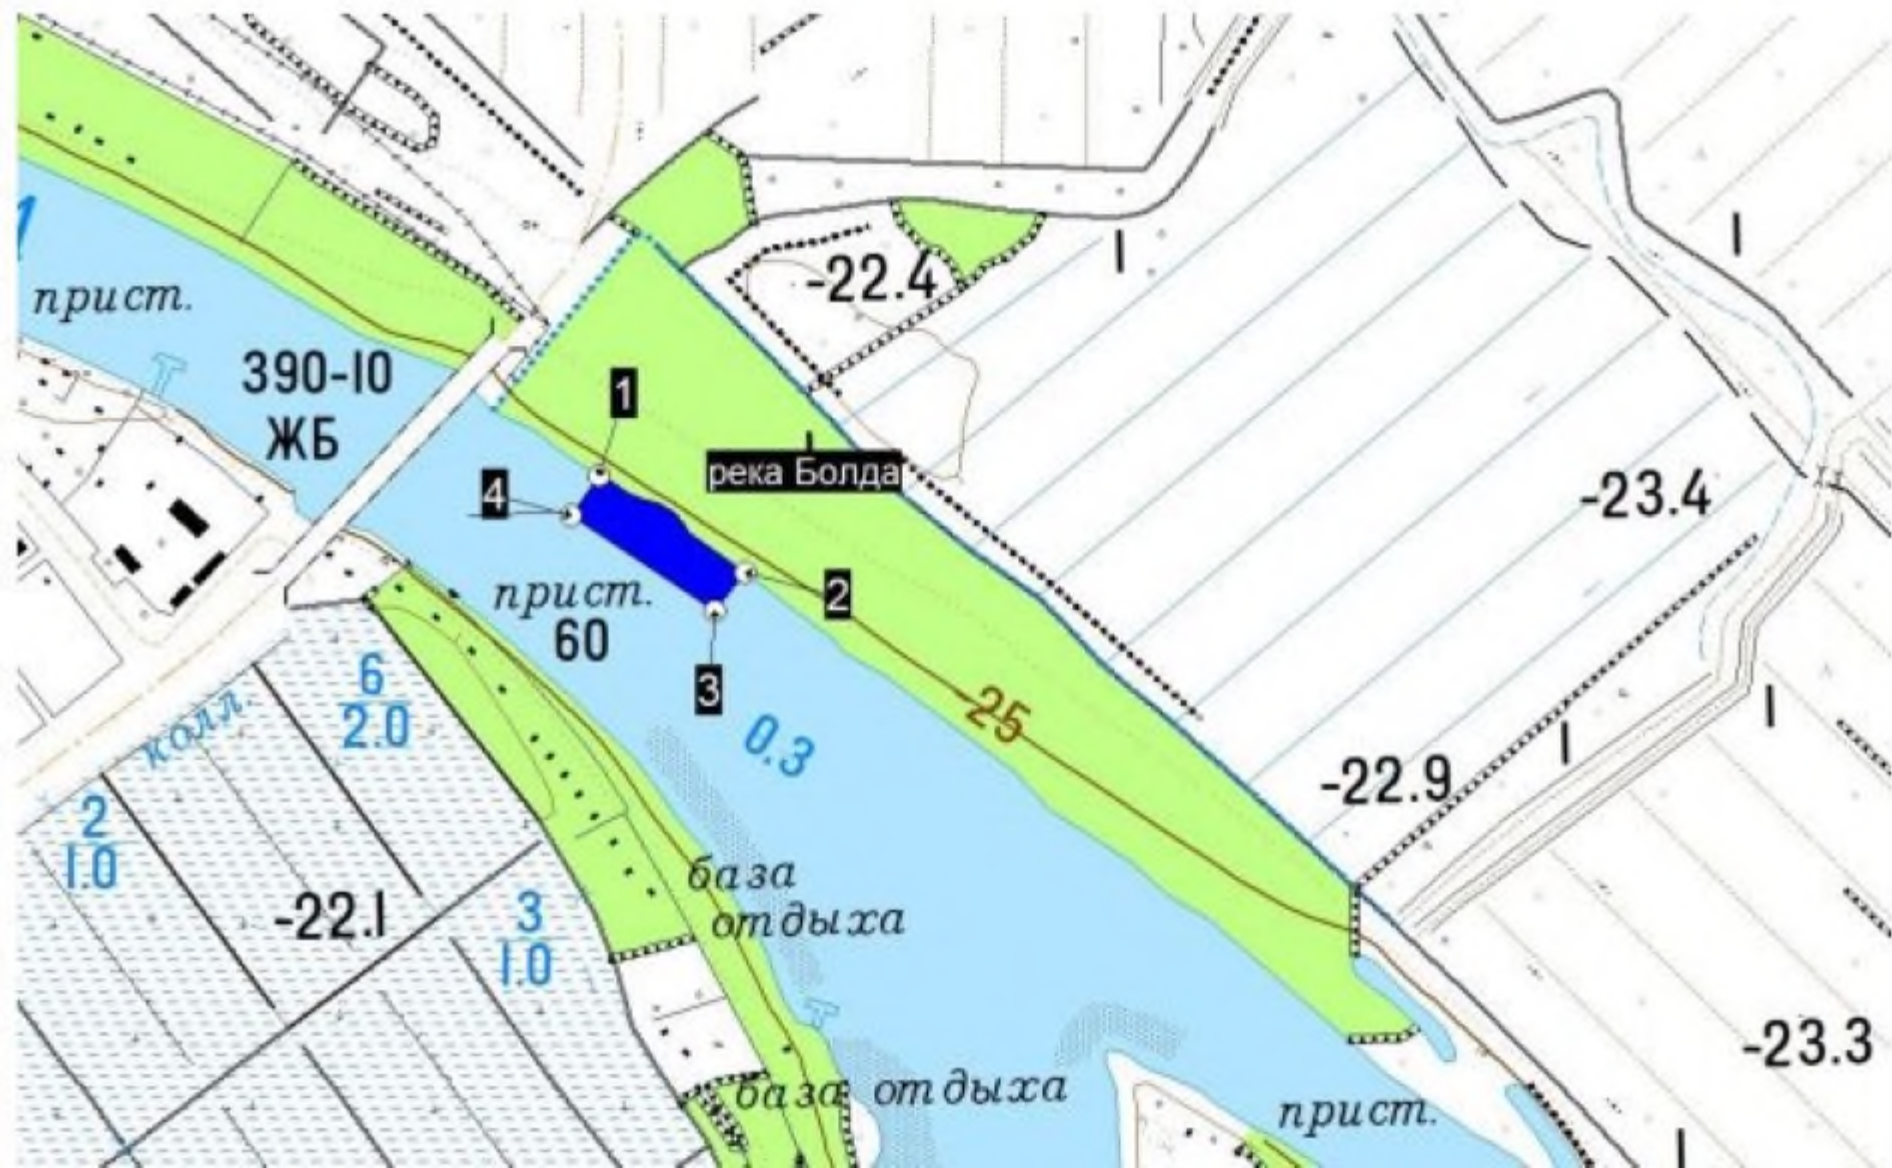 1
-22.4
прист.
390-10
ЖБ
1
река Болда
4
-23.4
прист.
60
2
3
6
2.0
колл.
25
0.3
-22.9
2
1.0
база
отдыха
-22.1
3
1.0
-23.3
база отдыха
прист.